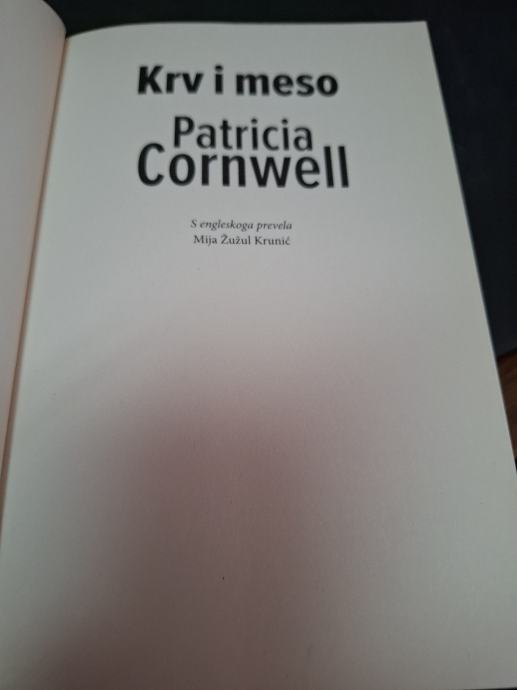 Krv i meso
Patricia
Cornwell
S engleskoga prevela
Mija Žužul Krunić